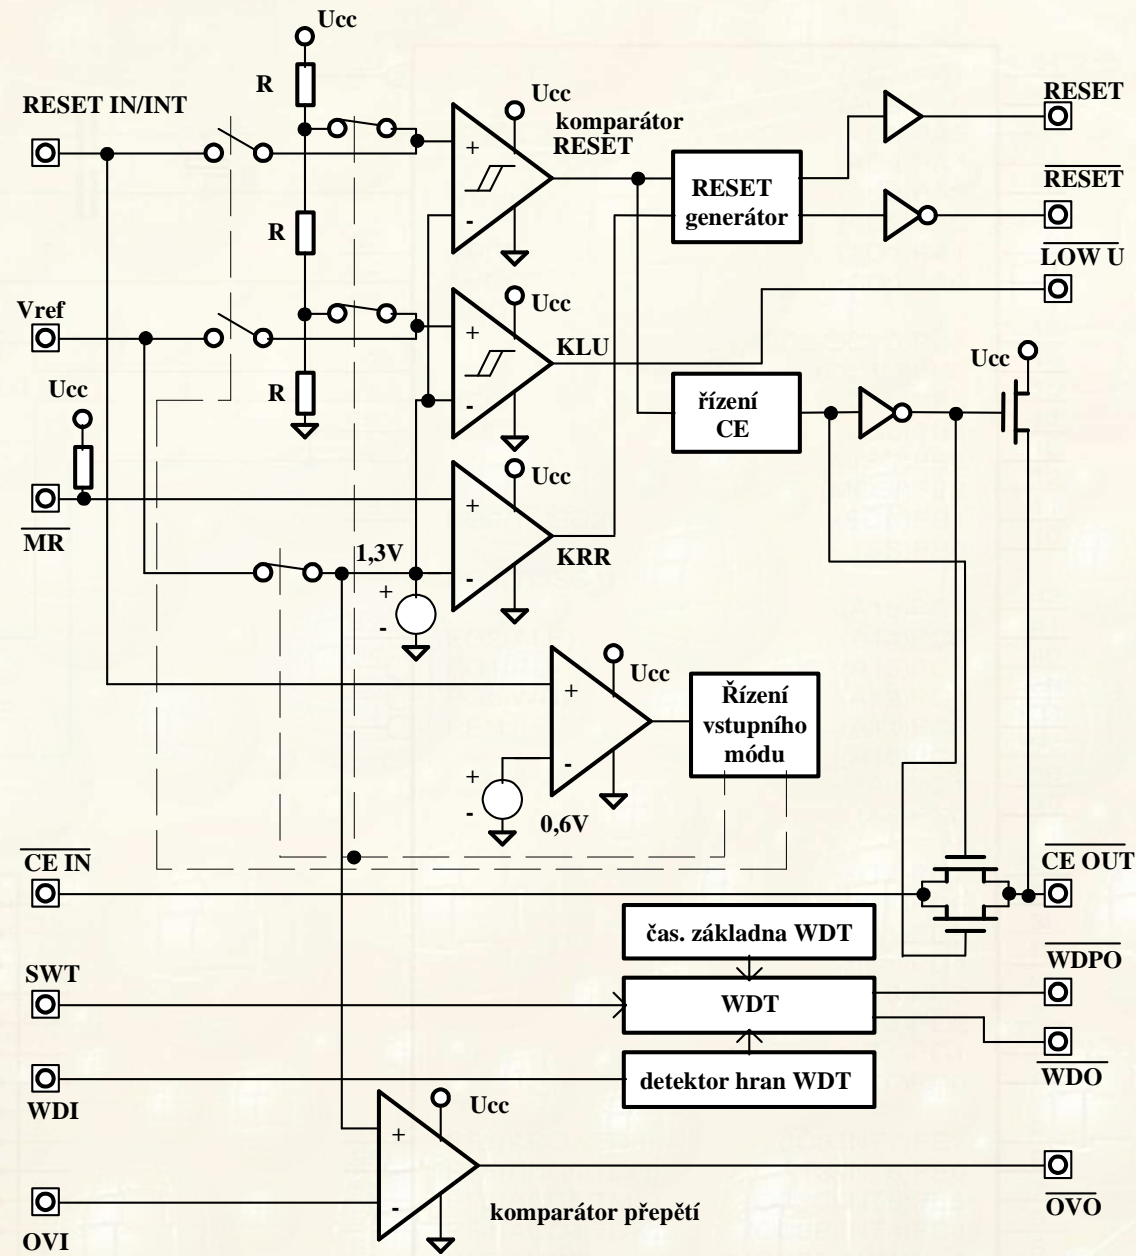 Ucc
R
RESET IN/INT
Ucc
komparátor
RESET
+
-
RESET
generátor
RESET
RESET
LOW U
R
Vref
Ucc
+
-
KLU
Ucc
R
Ucc
řízení
CE
MR
Ucc
+
-
KRR
1,3V
+
-
Ucc
+
-
Řízení
vstupního
módu
+
-
0,6V
CE IN
CE OUT
čas. základna WDT
SWT
WDT
WDPO
WDI
detektor hran WDT
WDO
Ucc
+
-
komparátor přepětí
OVI
OVO